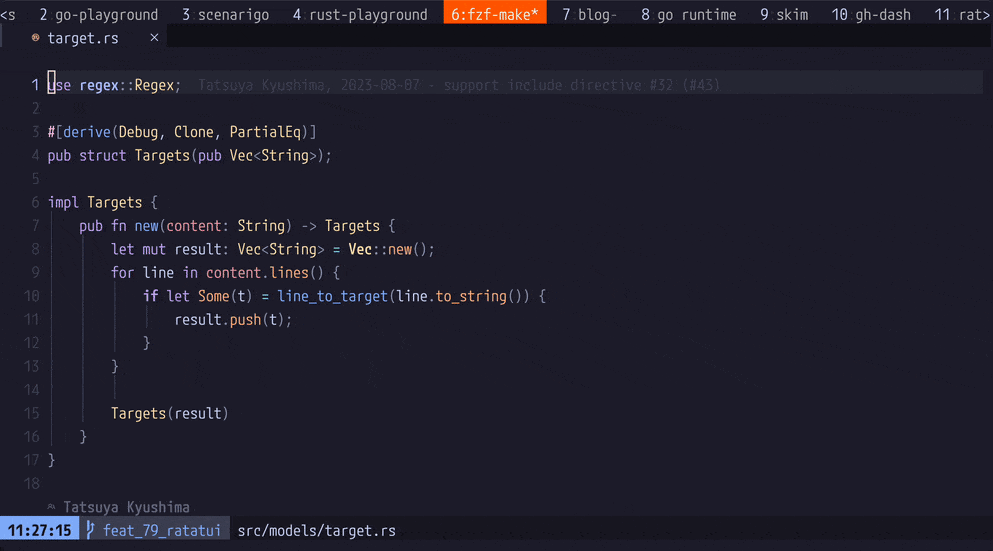 <s  2 go-playground  3 scenarigo  4 rust-playground  6:fzf-make*  7 blog-  8 go runtime  9 skim  10 gh-dash  11 rat>
target.rs ×
1 use regex::Regex;  Tatsuya Kyushima, 2023-08-07 - support include directive #32 (#43)
2
3 #[derive(Debug, Clone, PartialEq)]
4 pub struct Targets(pub Vec<String>);
5
6 impl Targets {
7     pub fn new(content: String) -> Targets {
8         let mut result: Vec<String> = Vec::new();
9         for line in content.lines() {
10             if let Some(t) = line_to_target(line.to_string()) {
11                 result.push(t);
12             }
13         }
14
15         Targets(result)
16     }
17 }
18
Tatsuya Kyushima
11:27:15 feat_79_ratatui src/models/target.rs